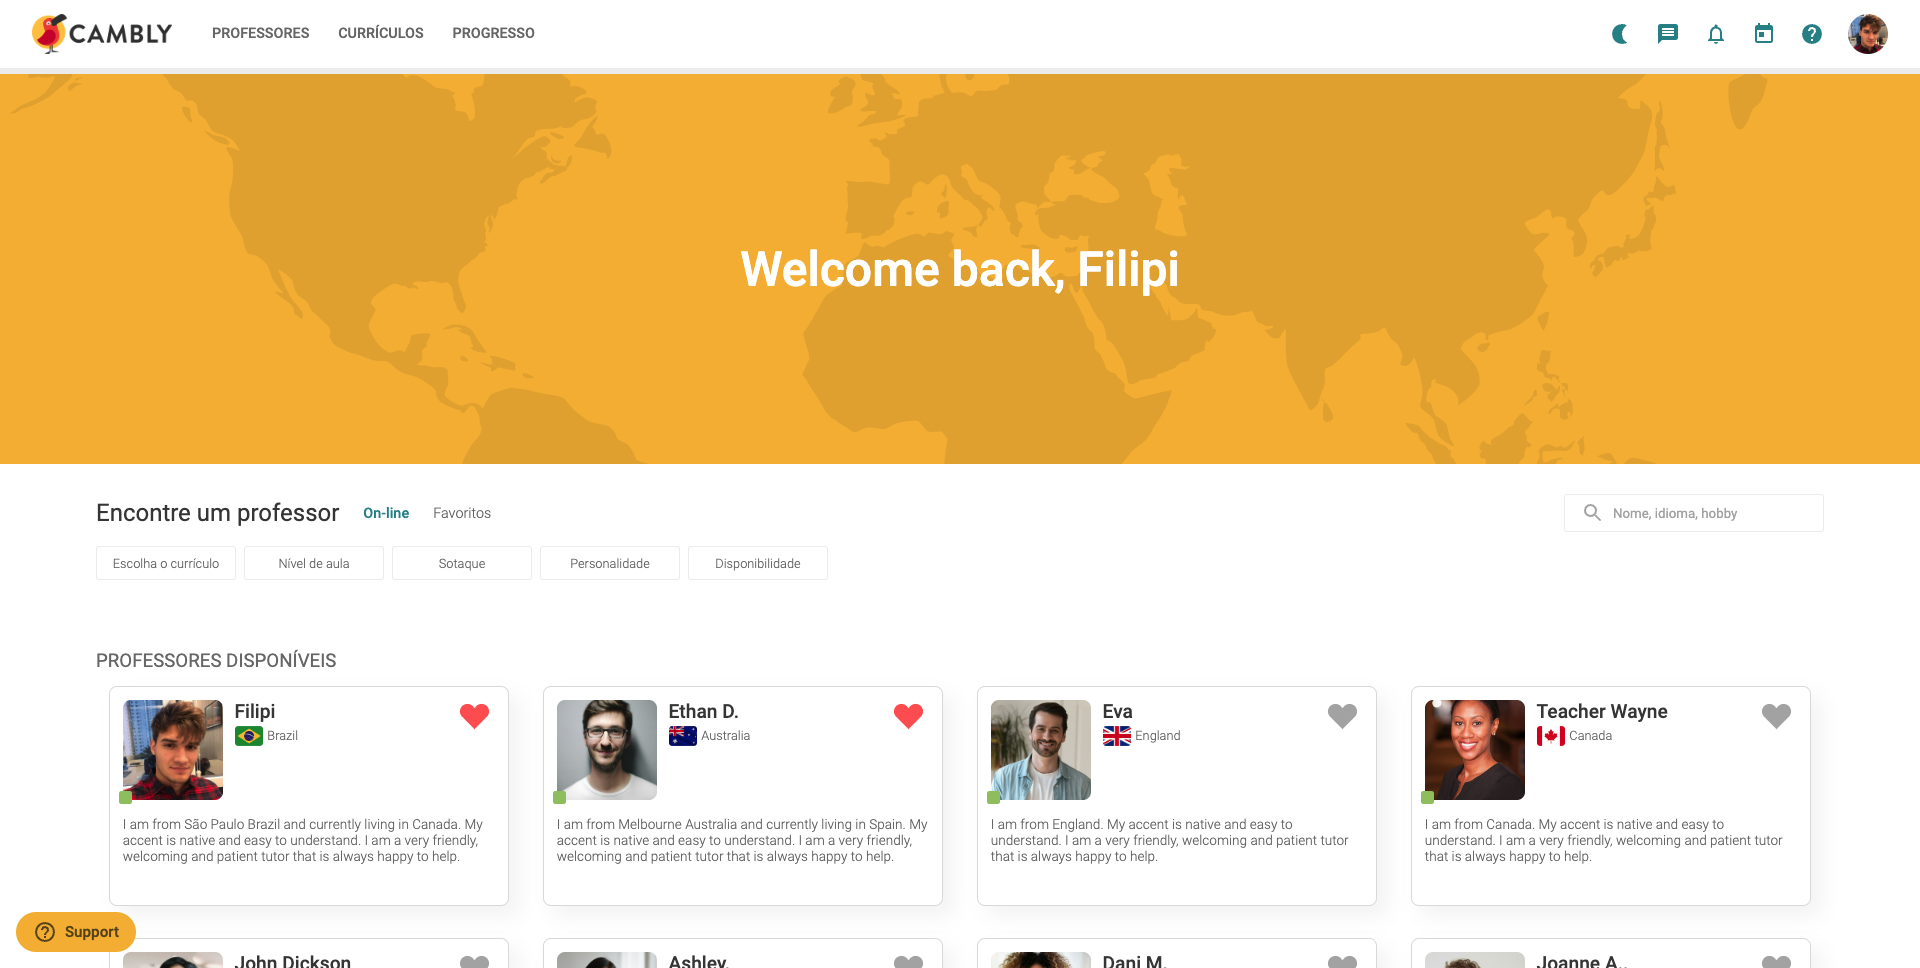 CAMBLY
PROFESSORES
CURRÍCULOS
PROGRESSO
Welcome back, Filipi
Encontre um professor
On-line
Favoritos
Nome, idioma, hobby
Escolha o currículo
Nível de aula
Sotaque
Personalidade
Disponibilidade
PROFESSORES DISPONÍVEIS
Filipi
Brazil
I am from São Paulo Brazil and currently living in Canada. My
accent is native and easy to understand. I am a very friendly,
welcoming and patient tutor that is always happy to help.
Ethan D.
Australia
I am from Melbourne Australia and currently living in Spain. My
accent is native and easy to understand. I am a very friendly,
welcoming and patient tutor that is always happy to help.
Eva
England
I am from England. My accent is native and easy to
understand. I am a very friendly, welcoming and patient tutor
that is always happy to help.
Teacher Wayne
Canada
I am from Canada. My accent is native and easy to
understand. I am a very friendly, welcoming and patient tutor
that is always happy to help.
Support
John Dickson
Ashley.
Dani M.
Joanne A..